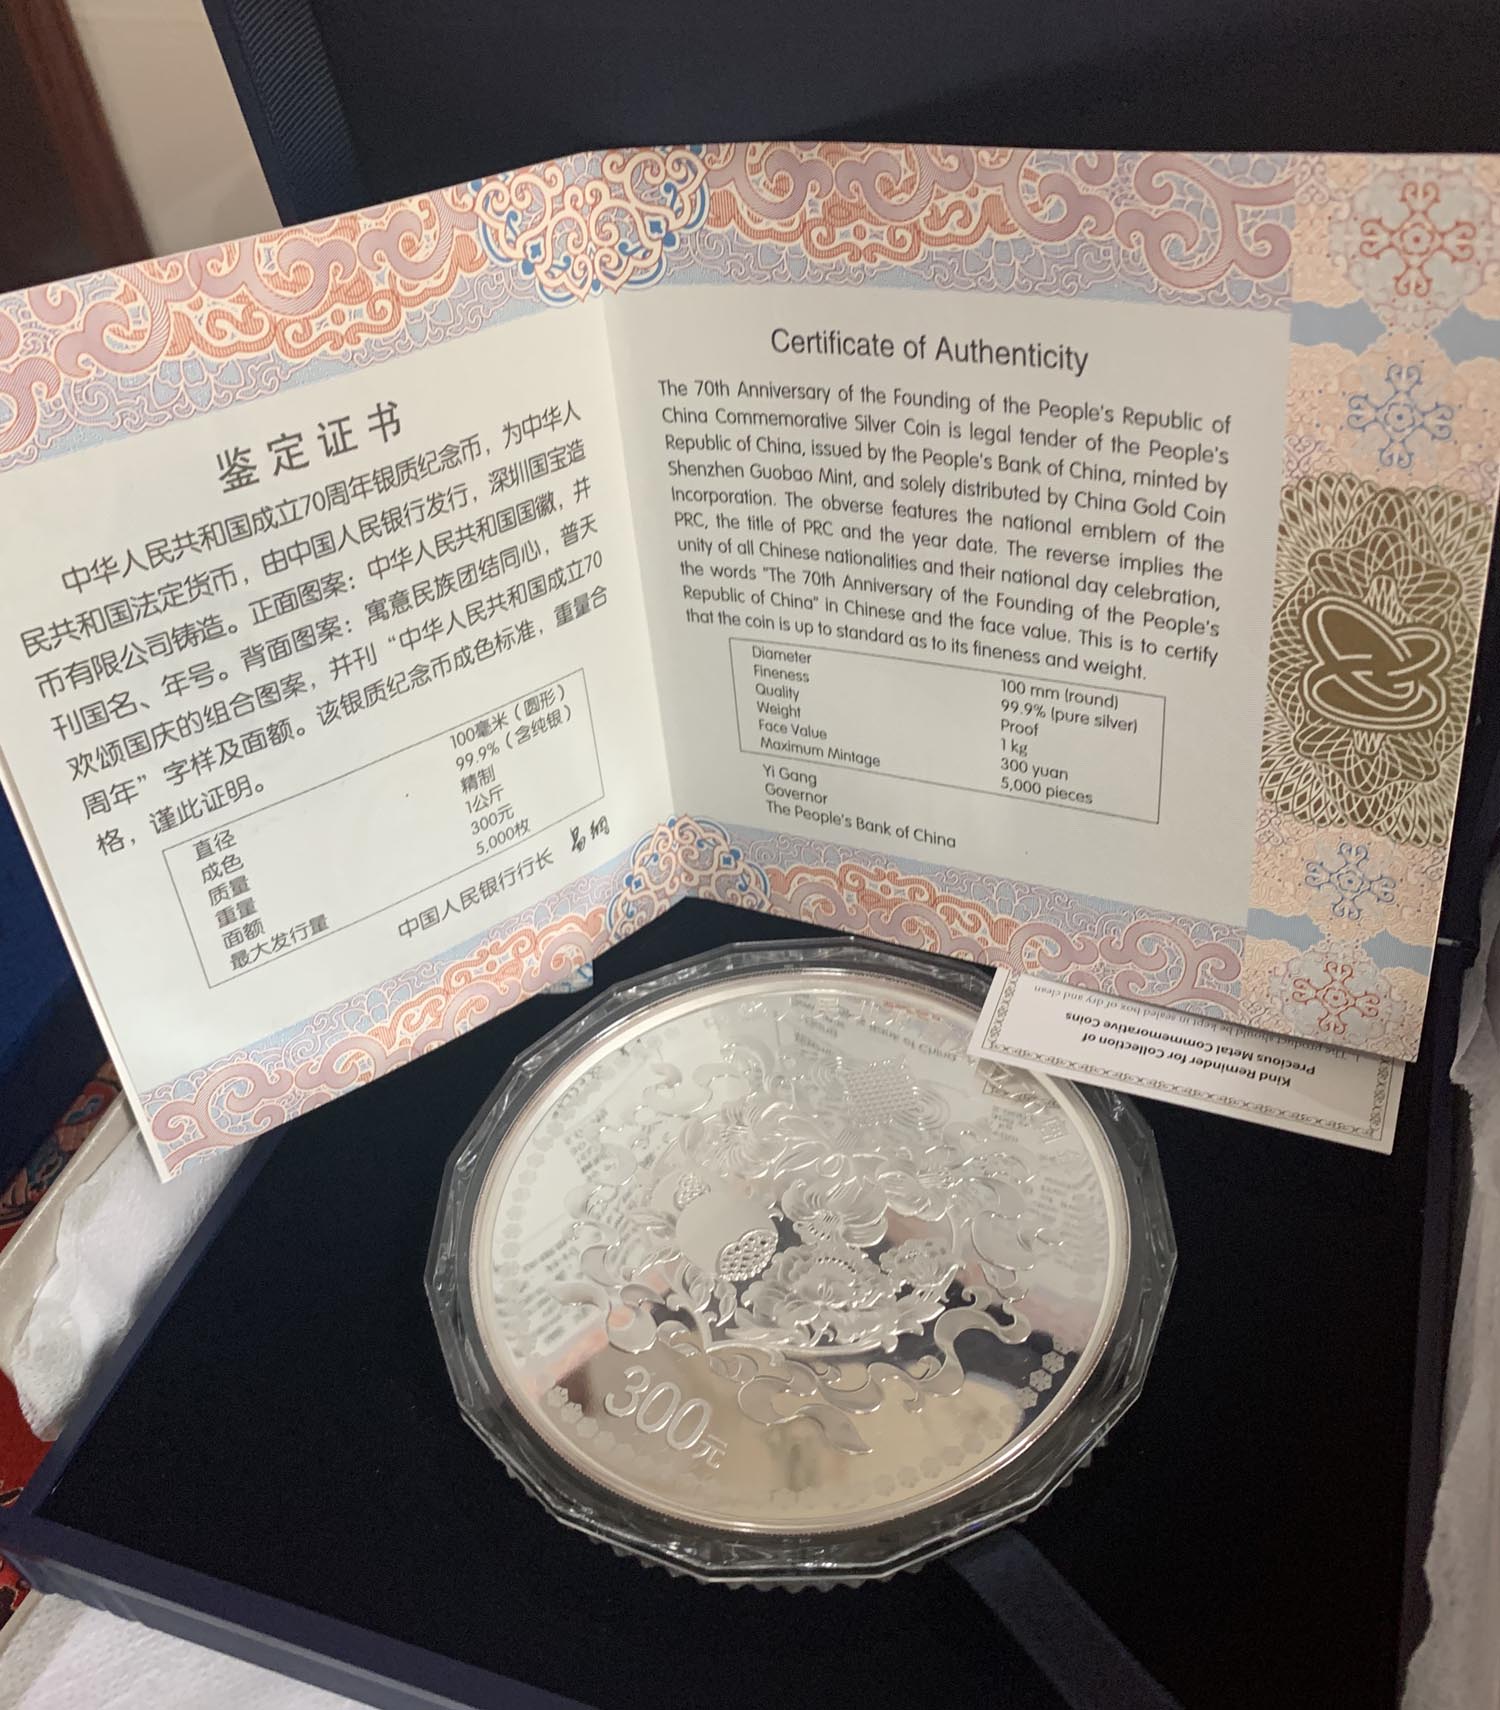 鉴定证书
中华人民共和国成立70周年银质纪念币，为中华人
民共和国法定货币，由中国人民银行发行，深圳国宝造
币有限公司铸造。正面图案：中华人民共和国国徽，并
刊国名、年号。背面图案：寓意民族团结同心，普天
欢颂国庆的组合图案，并刊“中华人民共和国成立70
周年”字样及面额。该银质纪念币成色标准，重量合
格，谨此证明。
直径 100毫米（圆形）
成色 99.9%（含纯银）
质量 精制
重量 1公斤
面额 300元
最大发行量 5,000枚
中国人民银行行长 易纲
Certificate of Authenticity
The 70th Anniversary of the Founding of the People's Republic of
China Commemorative Silver Coin is legal tender of the People's
Republic of China, issued by the People's Bank of China, minted by
Shenzhen Guobao Mint, and solely distributed by China Gold Coin
Incorporation. The obverse features the national emblem of the
PRC, the title of PRC and the year date. The reverse implies the
unity of all Chinese nationalities and their national day celebration,
the words "The 70th Anniversary of the Founding of the People's
Republic of China" in Chinese and the face value. This is to certify
that the coin is up to standard as to its fineness and weight.
Diameter 100 mm (round)
Fineness 99.9% (pure silver)
Quality Proof
Weight 1 kg
Face Value 300 yuan
Maximum Mintage 5,000 pieces
Yi Gang
Governor
The People's Bank of China
Kind Reminder for Collection of
Precious Metal Commemorative Coins
1. The product should be kept in sealed box of dry and clean
300元